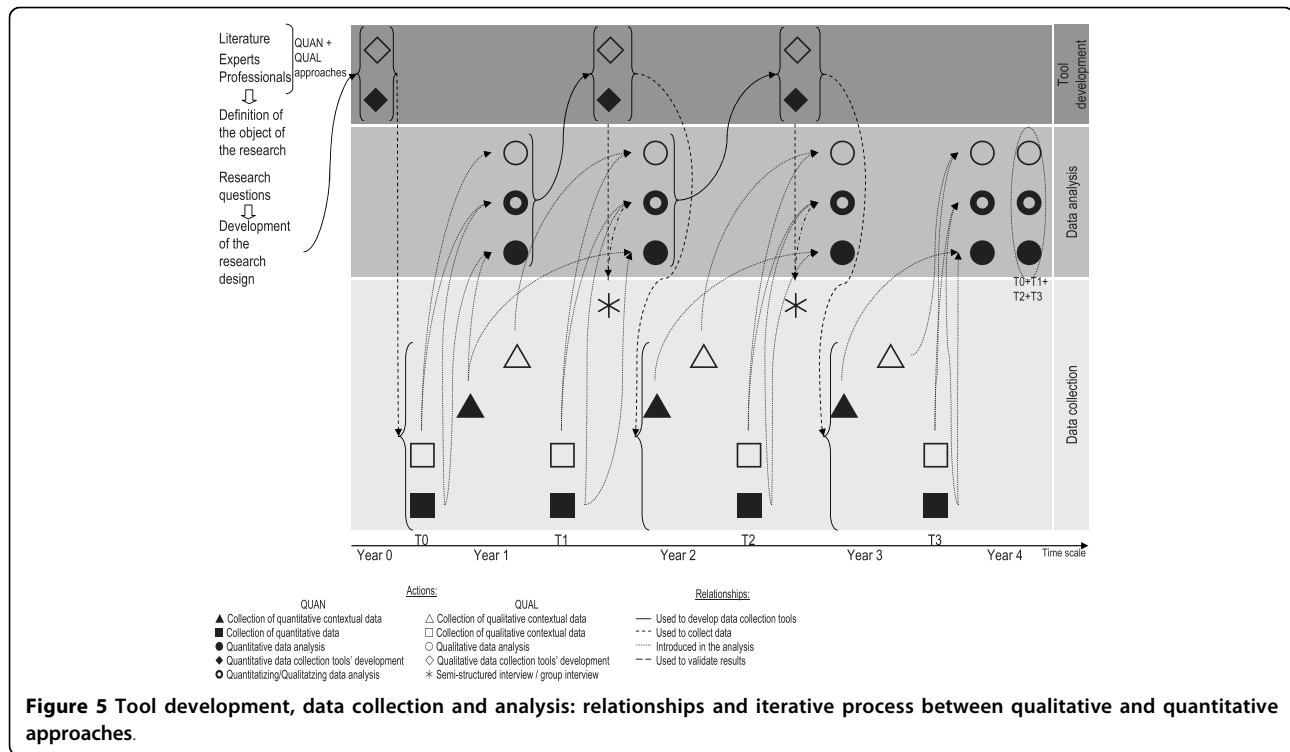 Literature
Experts
Professionals
QUAN +
QUAL
approaches
Definition of
the object of
the research
Research
questions
Development
of the
research
design
Tool
development
Data analysis
T0+T1+
T2+T3
Data collection
T0
T1
T2
T3
Year 0
Year 1
Year 2
Year 3
Year 4
Time scale
Actions:
QUAN
Collection of quantitative contextual data
Collection of quantitative data
Quantitative data analysis
Quantitative data collection tools' development
Quantitatizing/Qualitatzing data analysis
QUAL
Collection of qualitative contextual data
Collection of qualitative contextual data
Qualitative data analysis
Qualitative data collection tools' development
Semi-structured interview / group interview
Relationships:
Used to develop data collection tools
Used to collect data
Introduced in the analysis
Used to validate results
Figure 5 Tool development, data collection and analysis: relationships and iterative process between qualitative and quantitative
approaches.